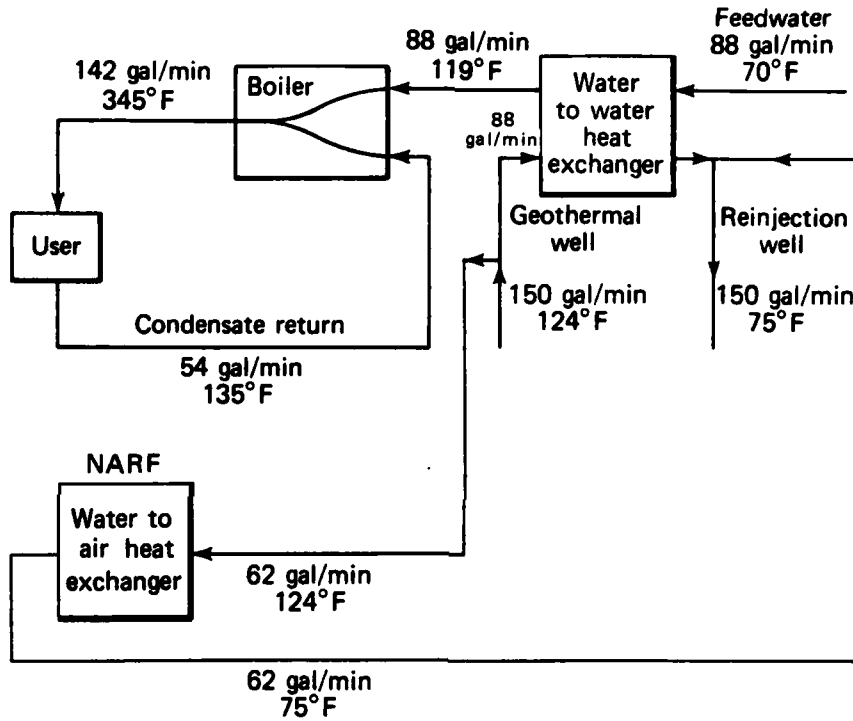 Feedwater
88 gal/min
70°F
88 gal/min
119°F
142 gal/min
345°F
Boiler
Water
to water
heat
exchanger
88
gal/min
User
Geothermal
well
Reinjection
well
150 gal/min
124°F
150 gal/min
75°F
Condensate return
54 gal/min
135°F
NARF
Water to
air heat
exchanger
62 gal/min
124°F
62 gal/min
75°F